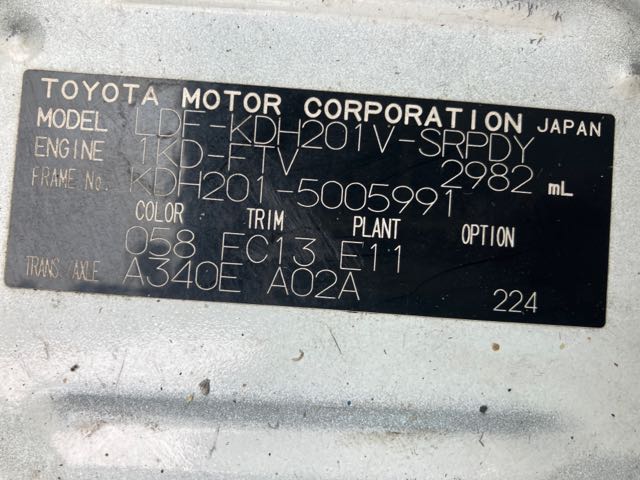 TOYOTA MOTOR CORPORATION JAPAN
MODEL LDF-KDH201V-SRPDY
ENGINE 1KD-FTV 2982 mL
FRAME No. KDH201-5005991
COLOR TRIM PLANT OPTION
058 FC13 E11
TRANS./AXLE A340E A02A 224